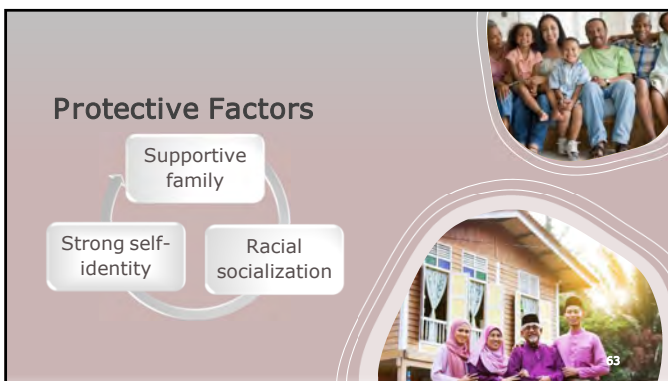 Protective Factors
Supportive
family
Strong self-
identity
Racial
socialization
63